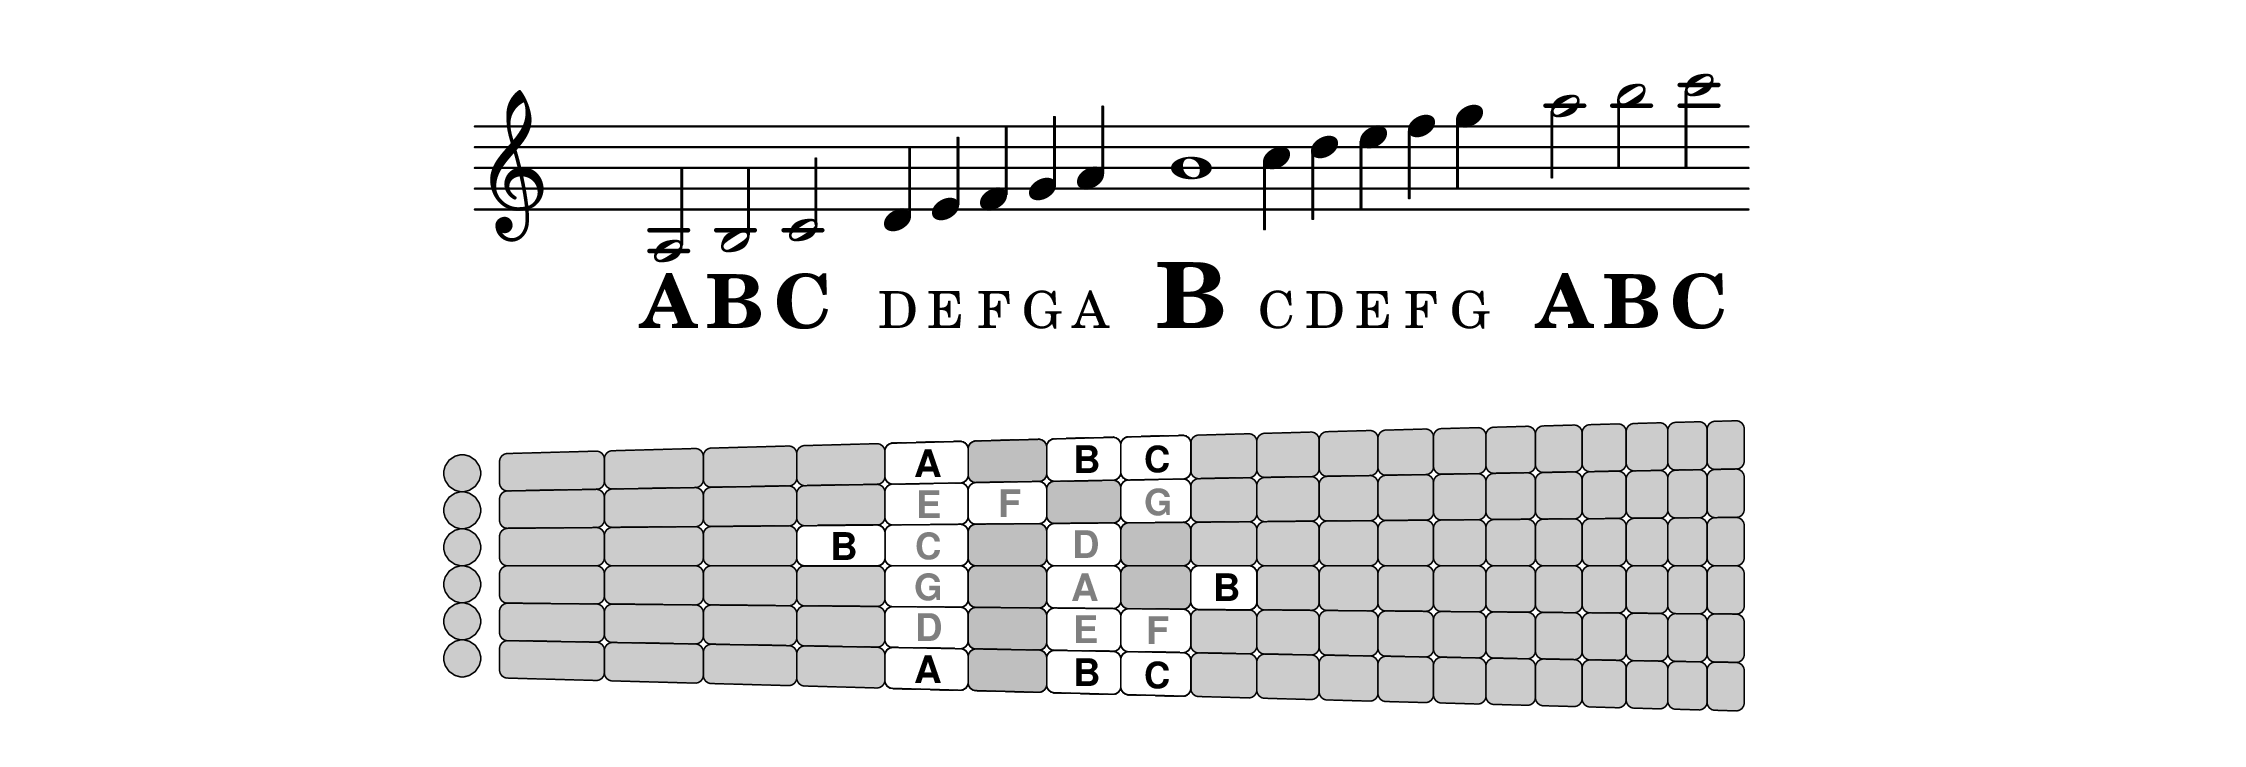 ABC DEFGA B CDEFG ABC
A B C
E F G
B C D
G A B
D E F
A B C